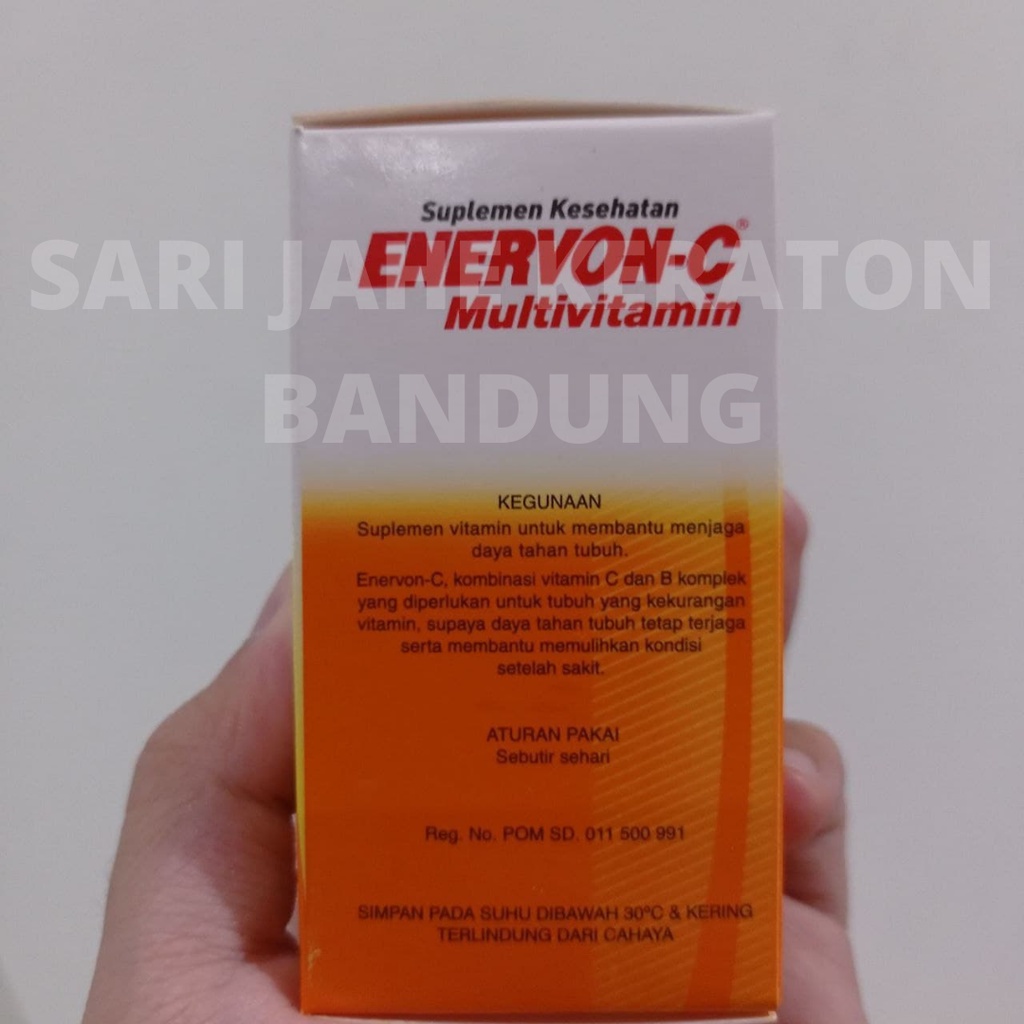 Suplemen Kesehatan
ENERVON-C®
Multivitamin
SARI JAHE KERATON
BANDUNG
KEGUNAAN
Suplemen vitamin untuk membantu menjaga
daya tahan tubuh.
Enervon-C, kombinasi vitamin C dan B komplek
yang diperlukan untuk tubuh yang kekurangan
vitamin, supaya daya tahan tubuh tetap terjaga
serta membantu memulihkan kondisi
setelah sakit.
ATURAN PAKAI
Sebutir sehari
Reg. No. POM SD. 011 500 991
SIMPAN PADA SUHU DIBAWAH 30°C & KERING
TERLINDUNG DARI CAHAYA